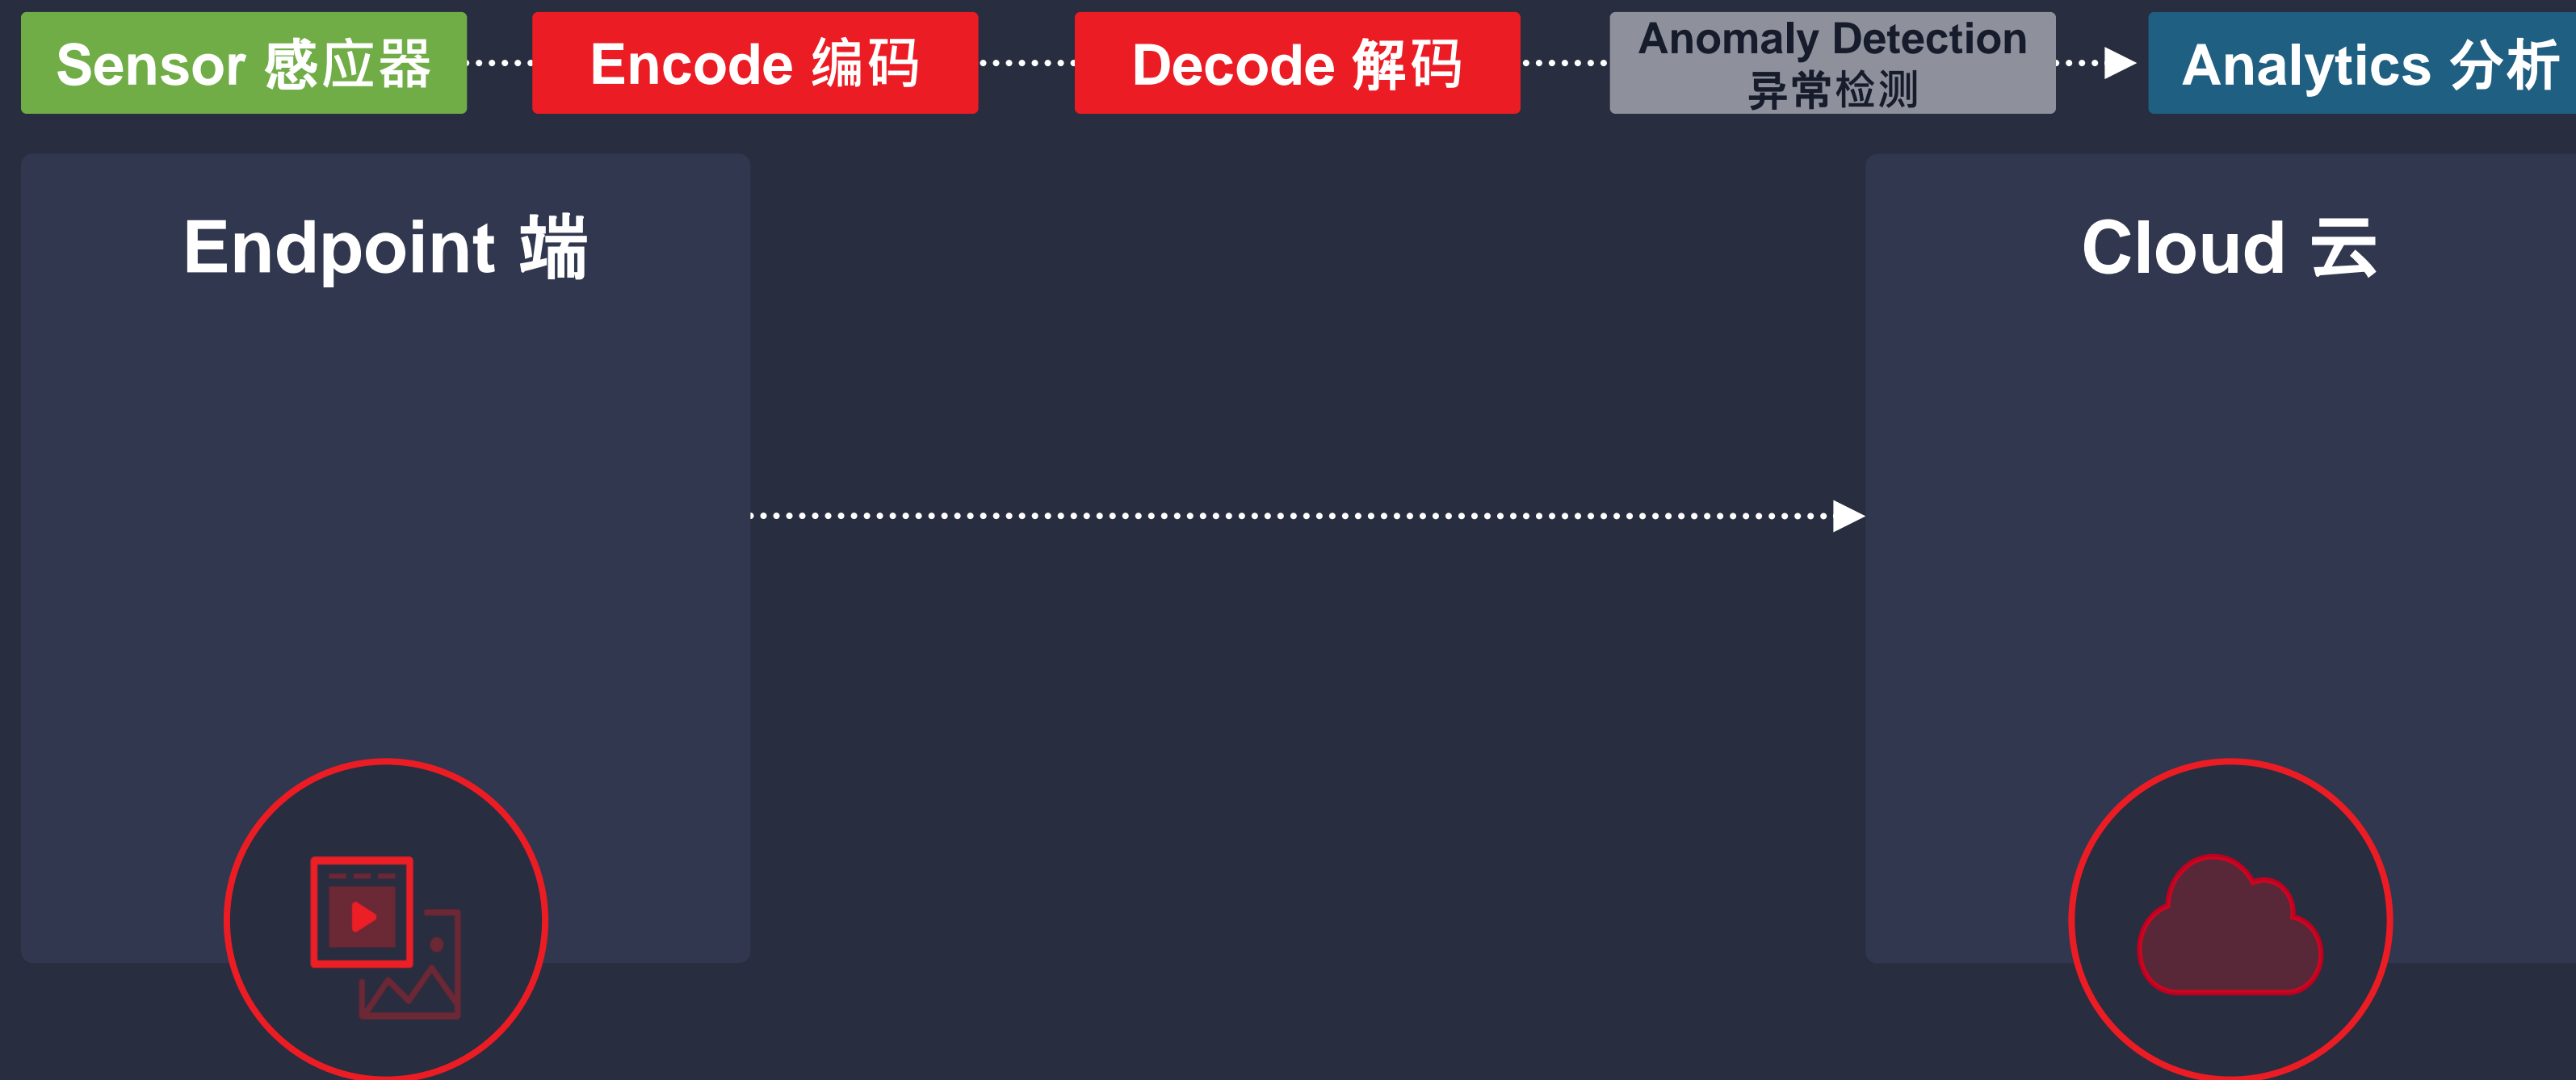 Sensor 感应器
Encode 编码
Decode 解码
Anomaly Detection
异常检测
Analytics 分析
Endpoint 端
Cloud 云